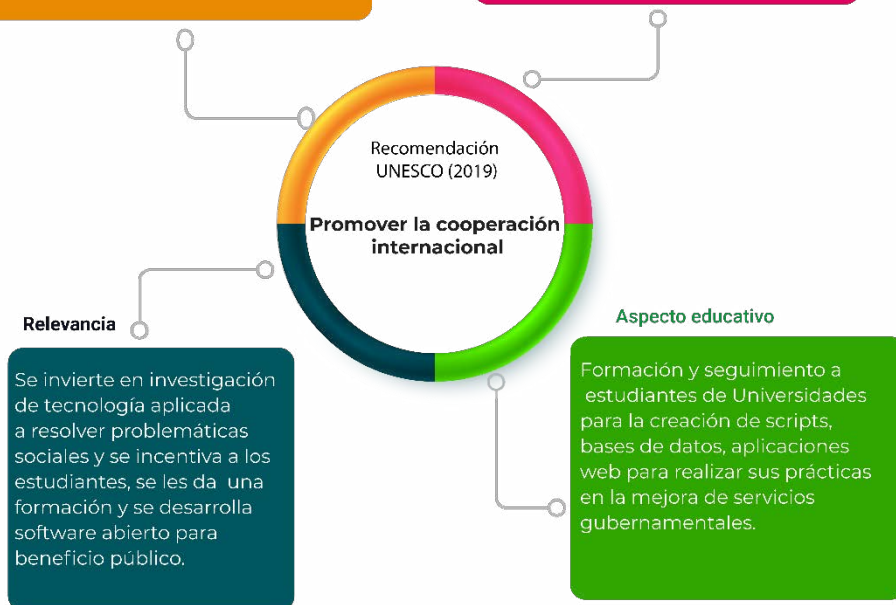 Recomendación
UNESCO (2019)
Promover la cooperación
internacional
Relevancia
Se invierte en investigación
de tecnología aplicada
a resolver problemáticas
sociales y se incentiva a los
estudiantes, se les da una
formación y se desarrolla
software abierto para
beneficio público.
Aspecto educativo
Formación y seguimiento a
estudiantes de Universidades
para la creación de scripts,
bases de datos, aplicaciones
web para realizar sus prácticas
en la mejora de servicios
gubernamentales.